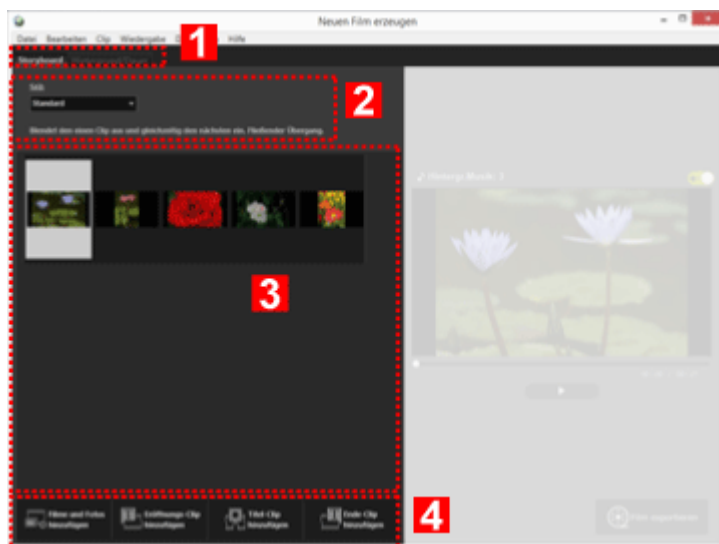 Neuen Film erzeugen
Datei Bearbeiten Clip Wiedergabe Hilfe
1
Storyboard
2
Stil:
Standard
Blendet den einen Clip aus und gleichzeitig den nächsten ein. Fließender Übergang.
3
4
Filme und Fotos hinzufügen
Eröffnungs-Clip hinzufügen
Titel-Clip hinzufügen
Ende-Clip hinzufügen
Film exportieren